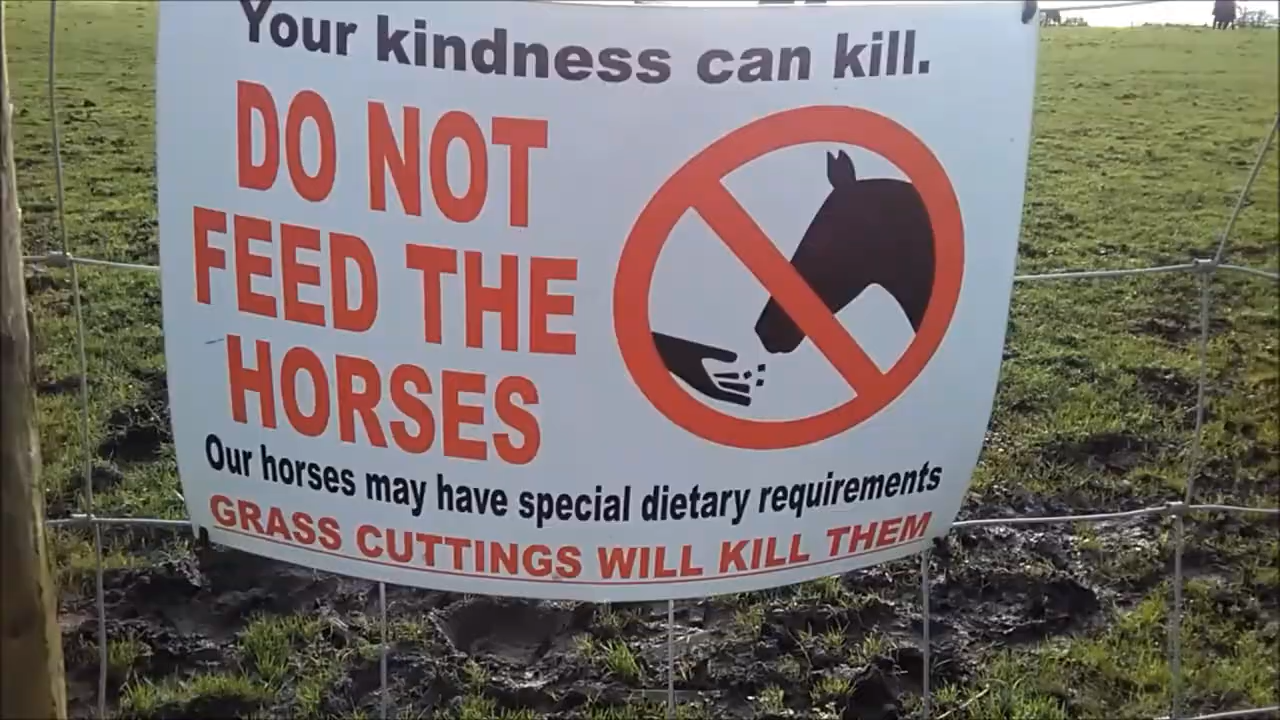 Your kindness can kill.
DO NOT
FEED THE
HORSES
Our horses may have special dietary requirements
GRASS CUTTINGS WILL KILL THEM